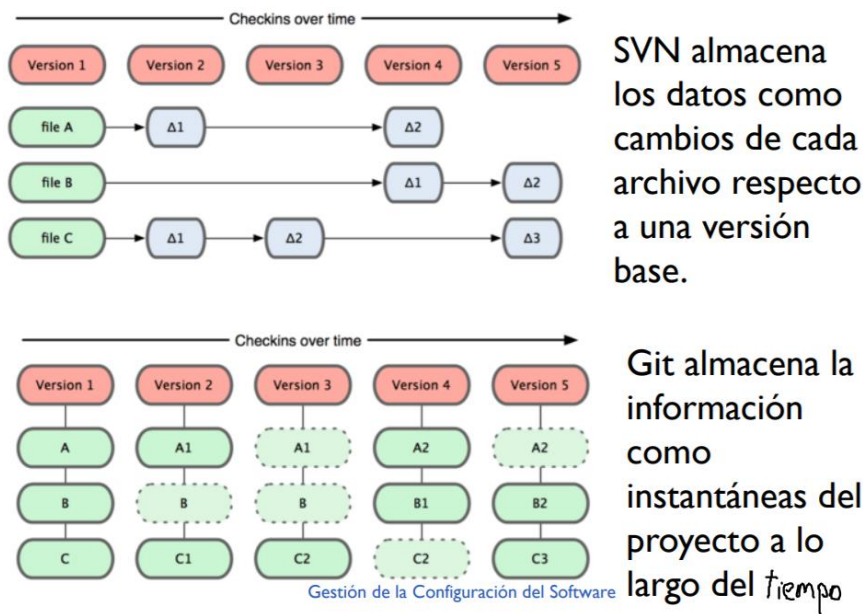 Checkins over time
Version 1 Version 2 Version 3 Version 4 Version 5
file A Δ1 Δ2
file B Δ1 Δ2
file C Δ1 Δ2 Δ3
SVN almacena
los datos como
cambios de cada
archivo respecto
a una versión
base.
Checkins over time
Version 1 Version 2 Version 3 Version 4 Version 5
A A1 A1 A2 A2
B B B B1 B2
C C1 C2 C2 C3
Git almacena la
información
como
instantáneas del
proyecto a lo
largo del tiempo
Gestión de la Configuración del Software